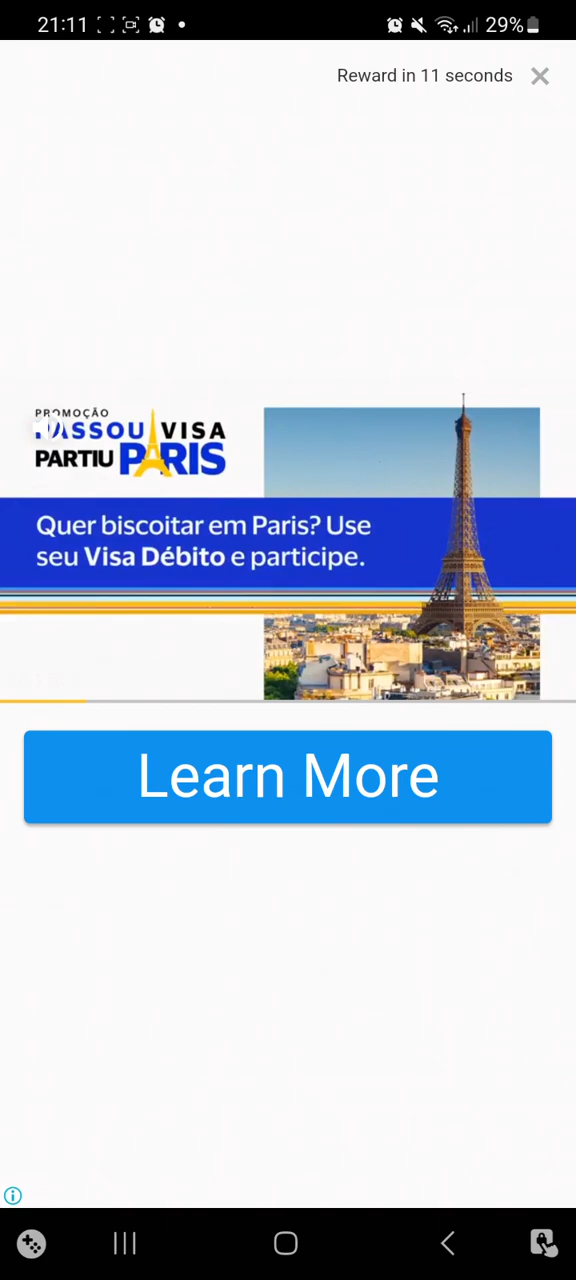 21:11
29%
Reward in 11 seconds
PROMOÇÃO
PASSOU VISA
PARTIU PARIS
Quer biscoitar em Paris? Use
seu Visa Débito e participe.
Learn More